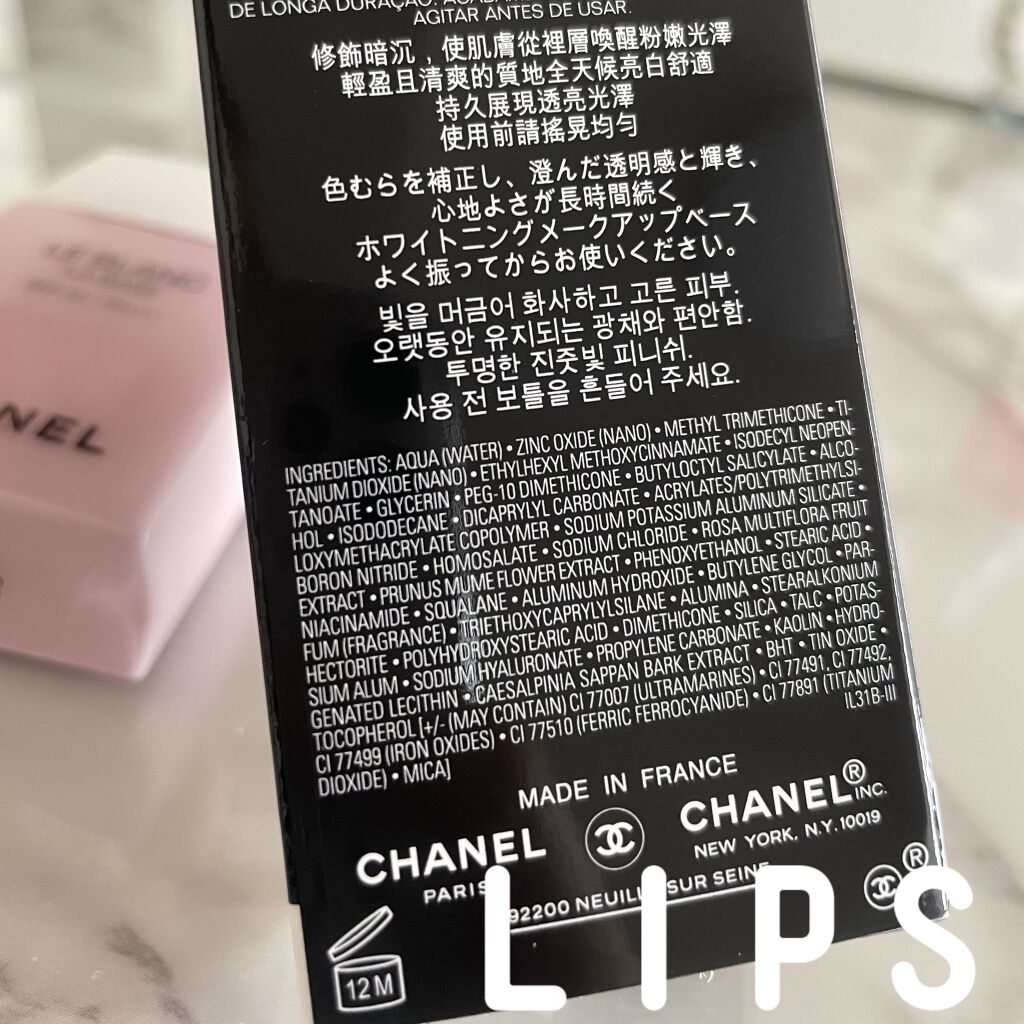 DE LONGA DURAÇÃO.
AGITAR ANTES DE USAR.
修飾暗沉，使肌膚從裡層喚醒粉嫩光澤
輕盈且清爽的質地全天候亮白舒適
持久展現透亮光澤
使用前請搖晃均勻
色むらを補正し、澄んだ透明感と輝き、
心地よさが長時間続く
ホワイトニングメークアップベース
よく振ってからお使いください。
빛을 머금어 화사하고 고른 피부.
오랫동안 유지되는 광채와 편안함.
투명한 진줏빛 피니쉬.
사용 전 보틀을 흔들어 주세요.
INGREDIENTS: AQUA (WATER) • ZINC OXIDE (NANO) • METHYL TRIMETHICONE • TI-
TANIUM DIOXIDE (NANO) • ETHYLHEXYL METHOXYCINNAMATE • ISODECYL NEOPEN-
TANOATE • GLYCERIN • PEG-10 DIMETHICONE • BUTYLOCTYL SALICYLATE • ALCO-
HOL • ISODODECANE • DICAPRYLYL CARBONATE • ACRYLATES/POLYTRIMETHYLSI-
LOXYMETHACRYLATE COPOLYMER • SODIUM POTASSIUM ALUMINUM SILICATE •
BORON NITRIDE • HOMOSALATE • SODIUM CHLORIDE • ROSA MULTIFLORA FRUIT
EXTRACT • PRUNUS MUME FLOWER EXTRACT • PHENOXYETHANOL • STEARIC ACID •
NIACINAMIDE • SQUALANE • ALUMINUM HYDROXIDE • BUTYLENE GLYCOL • PAR-
FUM (FRAGRANCE) • TRIETHOXYCAPRYLYLSILANE • ALUMINA • STEARALKONIUM
HECTORITE • POLYHYDROXYSTEARIC ACID • DIMETHICONE • SILICA • TALC • POTAS-
SIUM ALUM • SODIUM HYALURONATE • PROPYLENE CARBONATE • KAOLIN • HYDRO-
GENATED LECITHIN • CAESALPINIA SAPPAN BARK EXTRACT • BHT • TIN OXIDE •
TOCOPHEROL [+/- (MAY CONTAIN) CI 77007 (ULTRAMARINES) • CI 77491, CI 77492,
CI 77499 (IRON OXIDES) • CI 77510 (FERRIC FERROCYANIDE) • CI 77891 (TITANIUM
DIOXIDE) • MICA]
IL31B-III
MADE IN FRANCE
CHANEL
PARIS
CHANEL® INC.
NEW YORK, N.Y. 10019
92200 NEUILLY SUR SEINE
®
12 M
LE BLANC
NEL
LIPS